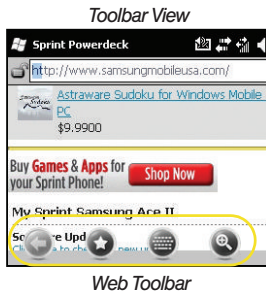 Toolbar View
Sprint Powerdeck
http://www.samsungmobileusa.com/
Astraware Sudoku for Windows Mobile
PC
$9.9900
Buy Games & Apps for
your Sprint Phone!
Shop Now
My Sprint Samsung Ace II
Web Toolbar